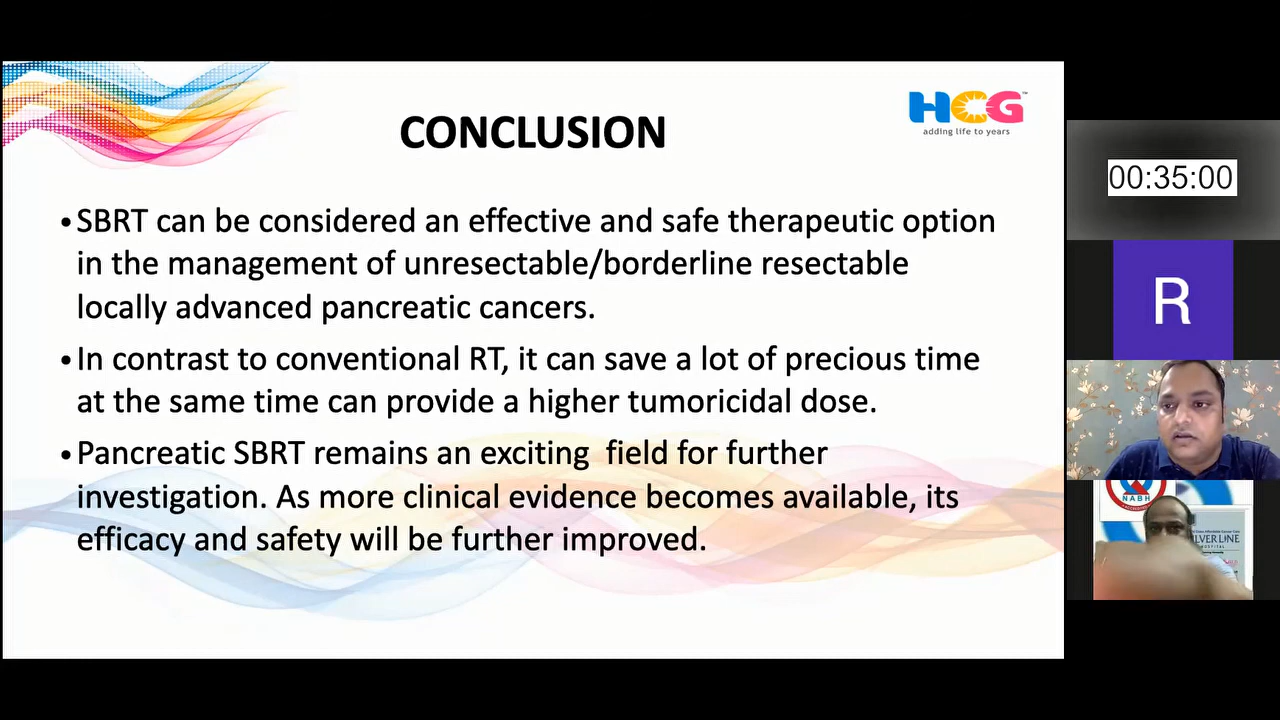 CONCLUSION
HCG
adding life to years
• SBRT can be considered an effective and safe therapeutic option
in the management of unresectable/borderline resectable
locally advanced pancreatic cancers.
• In contrast to conventional RT, it can save a lot of precious time
at the same time can provide a higher tumoricidal dose.
• Pancreatic SBRT remains an exciting  field for further
investigation. As more clinical evidence becomes available, its
efficacy and safety will be further improved.
00:35:00
R
NABH